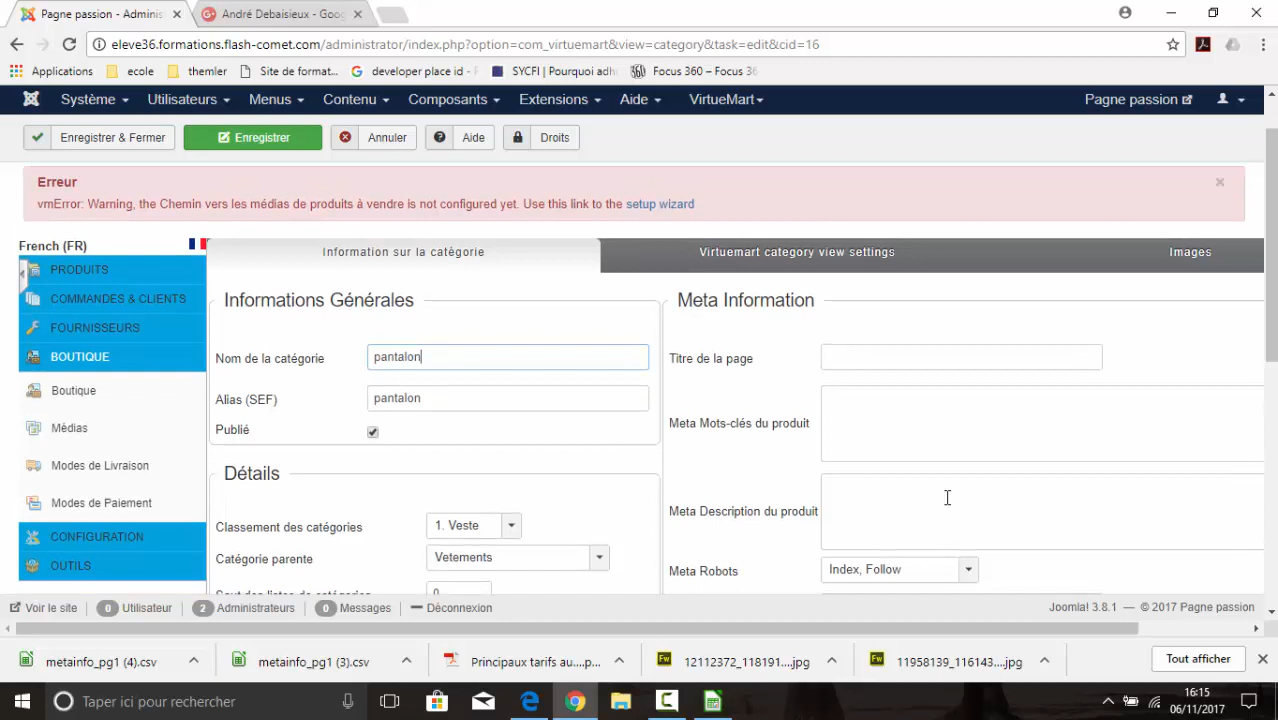 Pagne passion - Adminis
André Debaisieux - Goog
eleve36.formations.flash-comet.com/administrator/index.php?option=com_virtuemart&view=category&task=edit&cid=16
Applications
ecole
themler
Site de format...
developer place id - R
SYCFI | Pourquoi adh
Focus 360 – Focus 36
Système
Utilisateurs
Menus
Contenu
Composants
Extensions
Aide
VirtueMart
Pagne passion
Enregistrer & Fermer
Enregistrer
Annuler
Aide
Droits
Erreur
vmError: Warning, the Chemin vers les médias de produits à vendre is not configured yet. Use this link to the setup wizard
French (FR)
Information sur la catègorie
Virtuemart category view settings
Images
PRODUITS
COMMANDES & CLIENTS
FOURNISSEURS
BOUTIQUE
Boutique
Médias
Modes de Livraison
Modes de Paiement
CONFIGURATION
OUTILS
Informations Générales
Nom de la catégorie
pantalon
Alias (SEF)
pantalon
Publié
Détails
Classement des catégories
1. Veste
Catégorie parente
Vetements
Meta Information
Titre de la page
Meta Mots-clés du produit
Meta Description du produit
Meta Robots
Index, Follow
Voir le site
0 Utilisateur
2 Administrateurs
0 Messages
Déconnexion
Joomla! 3.8.1 — © 2017 Pagne passion
metainfo_pg1 (4).csv
metainfo_pg1 (3).csv
Principaux tarifs au....p...
12112372_118191....jpg
11958139_116143....jpg
Tout afficher
Taper ici pour rechercher
16:15
06/11/2017